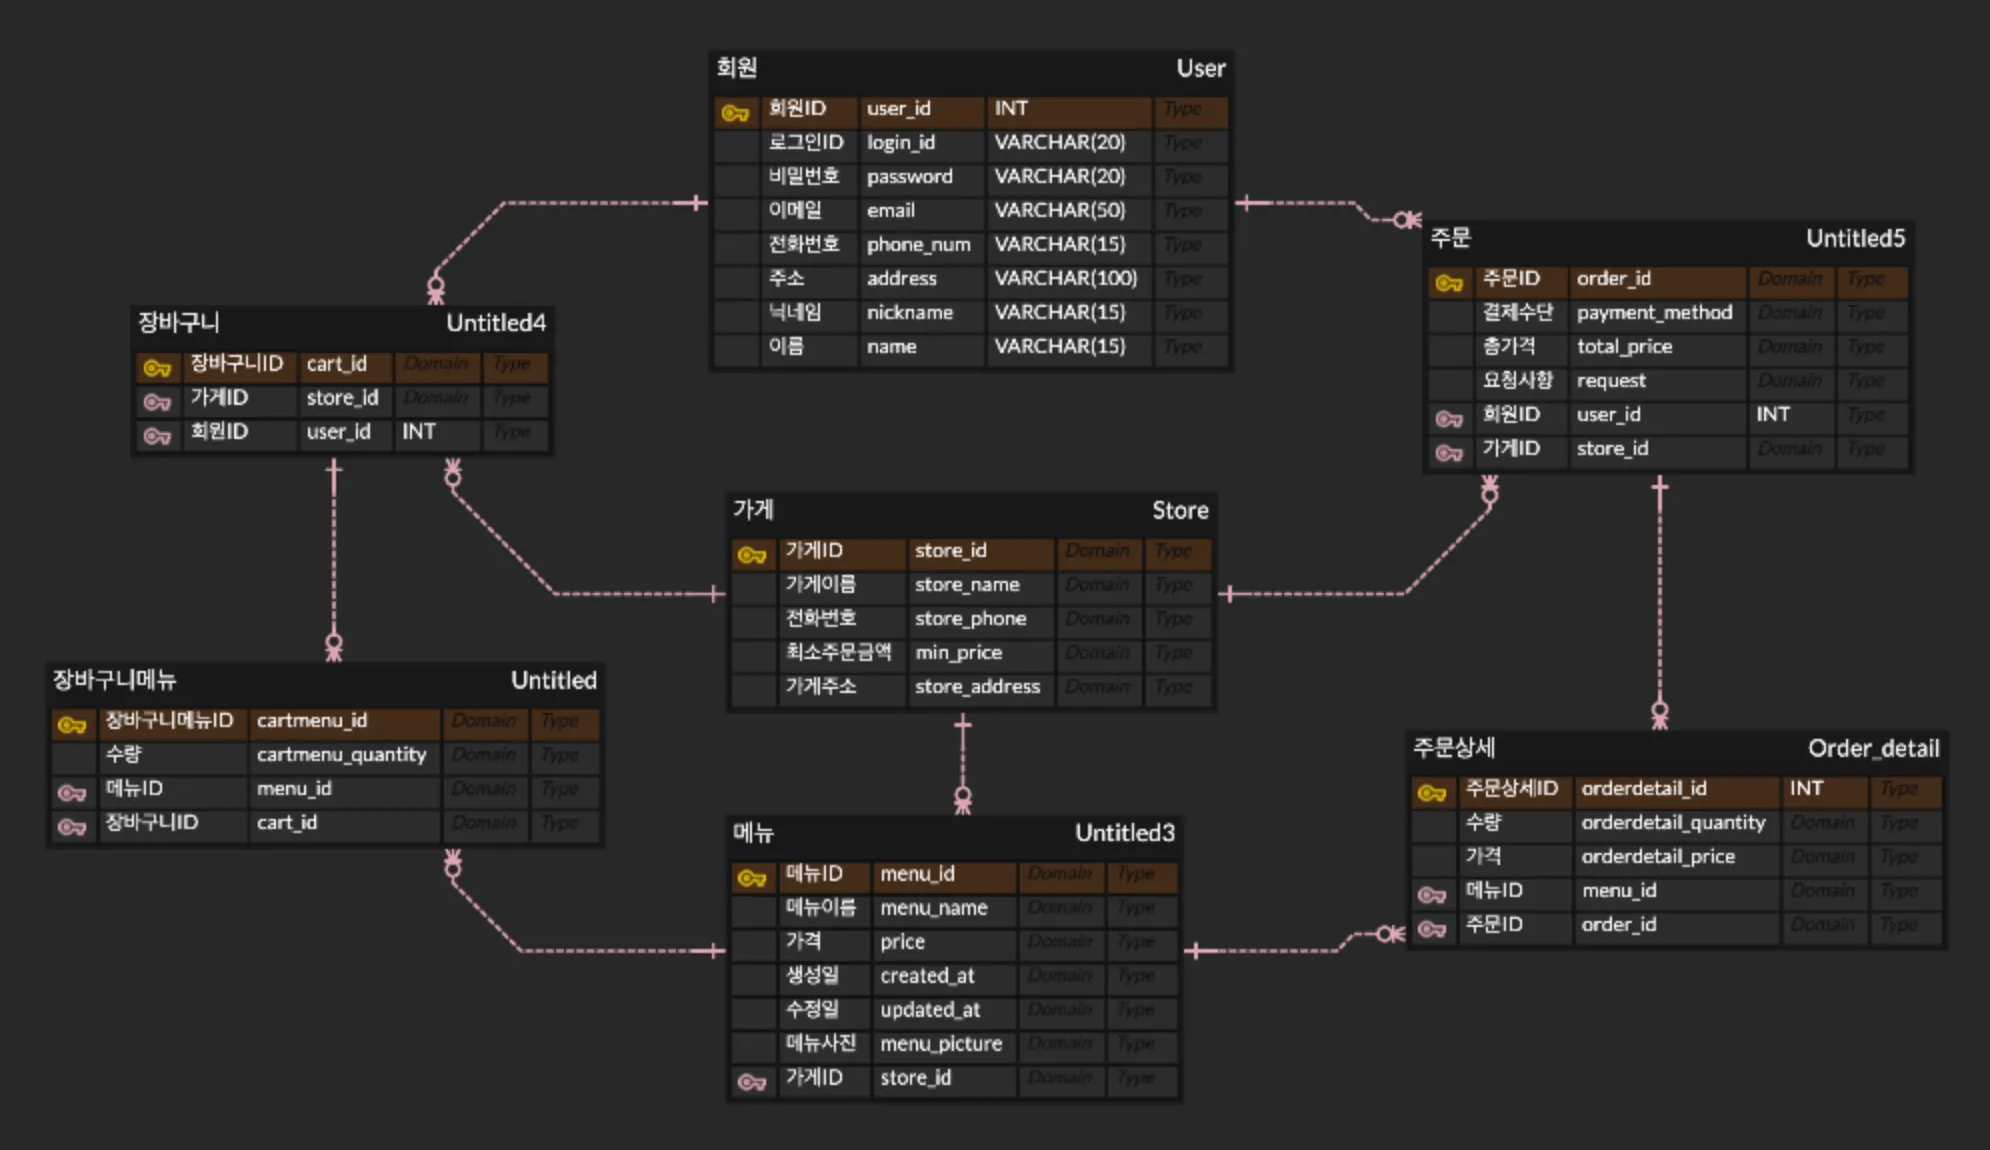 회원 User
회원ID user_id INT Type
로그인ID login_id VARCHAR(20) Type
비밀번호 password VARCHAR(20) Type
이메일 email VARCHAR(50) Type
전화번호 phone_num VARCHAR(15) Type
주소 address VARCHAR(100) Type
닉네임 nickname VARCHAR(15) Type
이름 name VARCHAR(15) Type
주문 Untitled5
주문ID order_id Domain Type
결제수단 payment_method Domain Type
총가격 total_price Domain Type
요청사항 request Domain Type
회원ID user_id INT Type
가게ID store_id Domain Type
장바구니 Untitled4
장바구니ID cart_id Domain Type
가게ID store_id Domain Type
회원ID user_id INT Type
가게 Store
가게ID store_id Domain Type
가게이름 store_name Domain Type
전화번호 store_phone Domain Type
최소주문금액 min_price Domain Type
가게주소 store_address Domain Type
장바구니메뉴 Untitled
장바구니메뉴ID cartmenu_id Domain Type
수량 cartmenu_quantity Domain Type
메뉴ID menu_id Domain Type
장바구니ID cart_id Domain Type
주문상세 Order_detail
주문상세ID orderdetail_id INT Type
수량 orderdetail_quantity Domain Type
가격 orderdetail_price Domain Type
메뉴ID menu_id Domain Type
주문ID order_id Domain Type
메뉴 Untitled3
메뉴ID menu_id Domain Type
메뉴이름 menu_name Domain Type
가격 price Domain Type
생성일 created_at Domain Type
수정일 updated_at Domain Type
메뉴사진 menu_picture Domain Type
가게ID store_id Domain Type